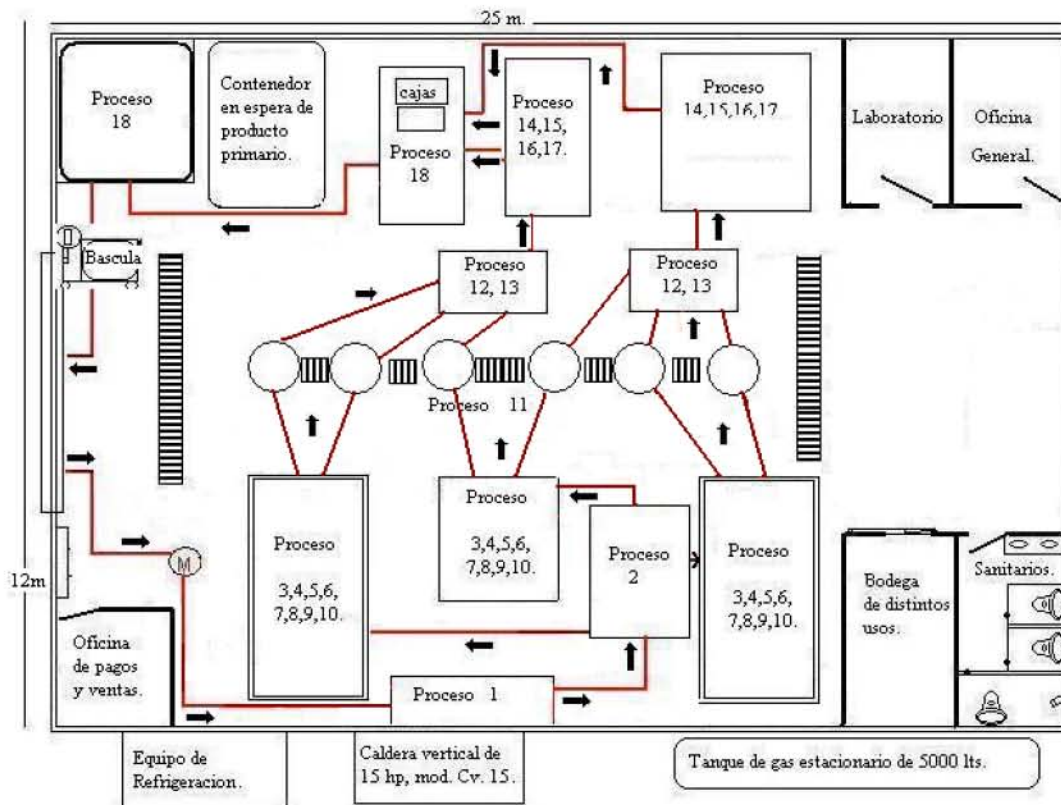 25 m.
Proceso
18
Contenedor
en espera de
producto
primario.
cajas
Proceso
18
Proceso
14,15,
16,17.
Proceso
14,15,16,17.
Laboratorio
Oficina
General.
Bascula
Proceso
12, 13
Proceso
12, 13
Proceso 11
Proceso
3,4,5,6,
7,8,9,10.
Proceso
3,4,5,6,
7,8,9,10.
Proceso
2
Proceso
3,4,5,6,
7,8,9,10.
12m
M
Bodega
de distintos
usos.
Sanitarios.
Oficina
de pagos
y ventas.
Proceso 1
Equipo de
Refrigeracion.
Caldera vertical de
15 hp, mod. Cv. 15.
Tanque de gas estacionario de 5000 lts.